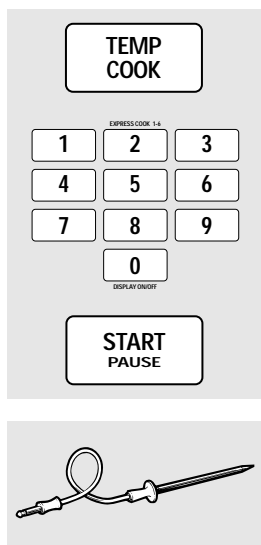 TEMP
COOK
EXPRESS COOK 1-6
1 2 3
4 5 6
7 8 9
0
DISPLAY ON/OFF
START
PAUSE